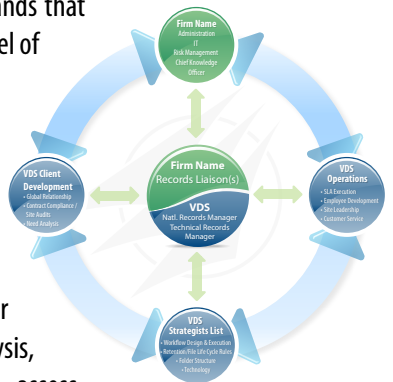 ands that
el of
Firm Name
Administration
IT
Risk Management
Chief Knowledge
Officer
VDS Client
Development
• Global Relationship
• Contract Compliance /
Site Audits
• Need Analysis
Firm Name
Records Liaison(s)
VDS
Natl. Records Manager
Technical Records
Manager
VDS
Operations
• SLA Execution
• Employee Development
• Site Leadership
• Customer Service
VDS
Strategists List
• Workflow Design & Execution
• Retention/File Life Cycle Rules
• Folder Structure
• Technology
r
ysis,